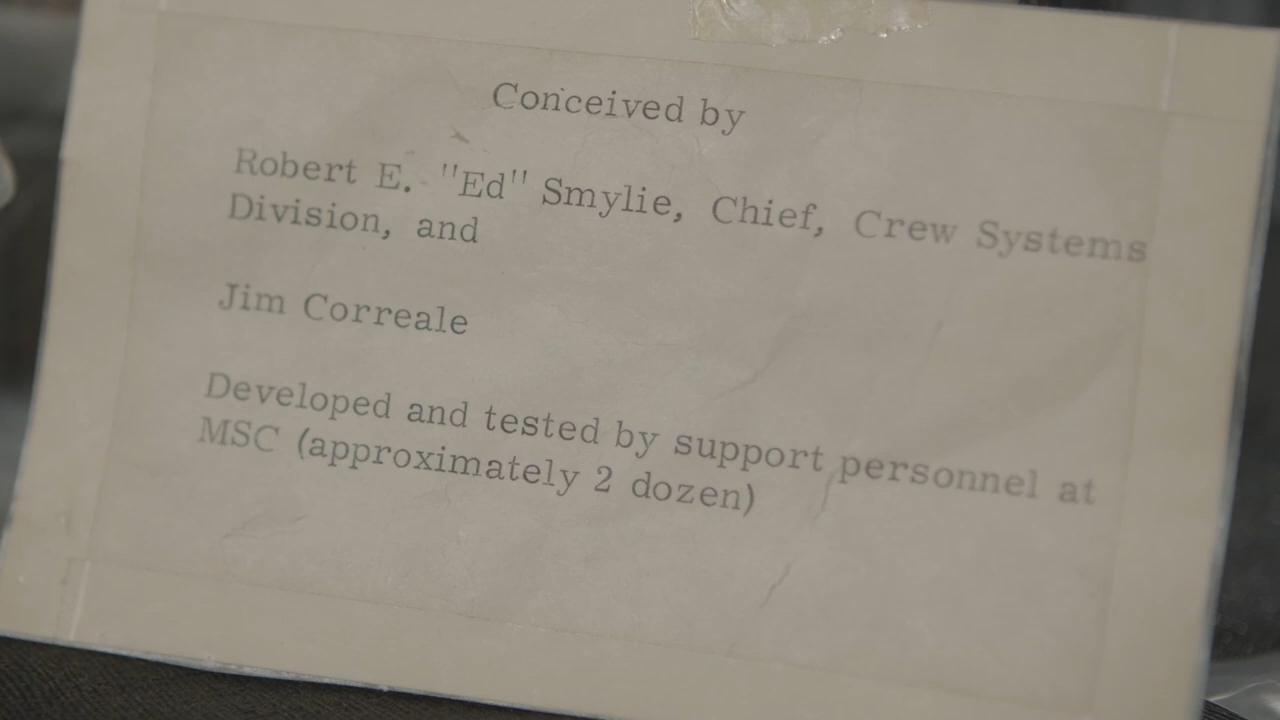 Conceived by
Robert E. "Ed" Smylie, Chief, Crew Systems
Division, and
Jim Correale
Developed and tested by support personnel at
MSC (approximately 2 dozen)